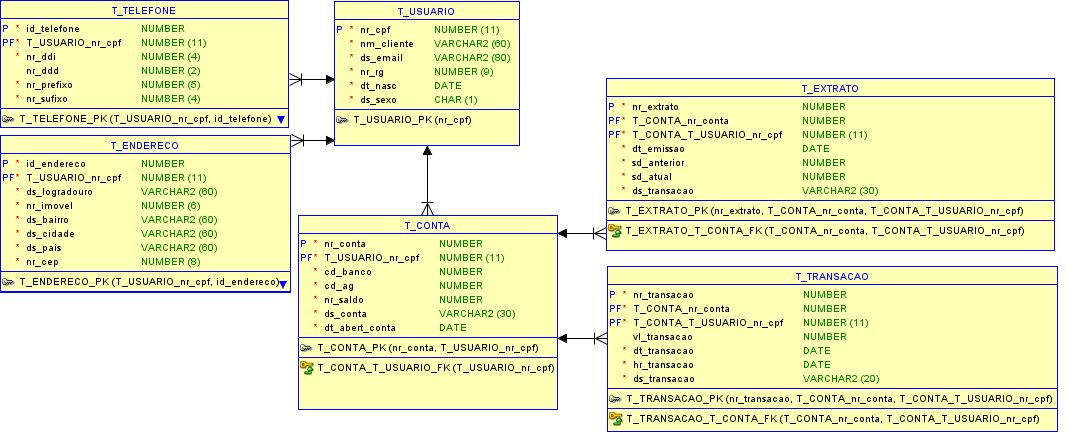 T_TELEFONE
P * id_telefone NUMBER
PF* T_USUARIO_nr_cpf NUMBER (11)
* nr_ddi NUMBER (4)
* nr_ddd NUMBER (2)
* nr_prefixo NUMBER (5)
* nr_sufixo NUMBER (4)
T_TELEFONE_PK (T_USUARIO_nr_cpf, id_telefone)
T_USUARIO
P * nr_cpf NUMBER (11)
* nm_cliente VARCHAR2 (60)
* ds_email VARCHAR2 (80)
* nr_rg NUMBER (9)
* dt_nasc DATE
* ds_sexo CHAR (1)
T_USUARIO_PK (nr_cpf)
T_ENDERECO
P * id_endereco NUMBER
PF* T_USUARIO_nr_cpf NUMBER (11)
* ds_logradouro VARCHAR2 (60)
* nr_imovel NUMBER (6)
* ds_bairro VARCHAR2 (60)
* ds_cidade VARCHAR2 (60)
* ds_pais VARCHAR2 (60)
* nr_cep NUMBER (8)
T_ENDERECO_PK (T_USUARIO_nr_cpf, id_endereco)
T_CONTA
P * nr_conta NUMBER
PF* T_USUARIO_nr_cpf NUMBER (11)
* cd_banco NUMBER
* cd_ag NUMBER
* nr_saldo NUMBER
* ds_conta VARCHAR2 (30)
* dt_abert_conta DATE
T_CONTA_PK (nr_conta, T_USUARIO_nr_cpf)
T_CONTA_T_USUARIO_FK (T_USUARIO_nr_cpf)
T_EXTRATO
P * nr_extrato NUMBER
PF* T_CONTA_nr_conta NUMBER
PF* T_CONTA_T_USUARIO_nr_cpf NUMBER (11)
* dt_emissao DATE
* sd_anterior NUMBER
* sd_atual NUMBER
* ds_transacao VARCHAR2 (30)
T_EXTRATO_PK (nr_extrato, T_CONTA_nr_conta, T_CONTA_T_USUARIO_nr_cpf)
T_EXTRATO_T_CONTA_FK (T_CONTA_nr_conta, T_CONTA_T_USUARIO_nr_cpf)
T_TRANSACAO
P * nr_transacao NUMBER
PF* T_CONTA_nr_conta NUMBER
PF* T_CONTA_T_USUARIO_nr_cpf NUMBER (11)
vl_transacao NUMBER
* dt_transacao DATE
* hr_transacao DATE
* ds_transacao VARCHAR2 (20)
T_TRANSACAO_PK (nr_transacao, T_CONTA_nr_conta, T_CONTA_T_USUARIO_nr_cpf)
T_TRANSACAO_T_CONTA_FK (T_CONTA_nr_conta, T_CONTA_T_USUARIO_nr_cpf)